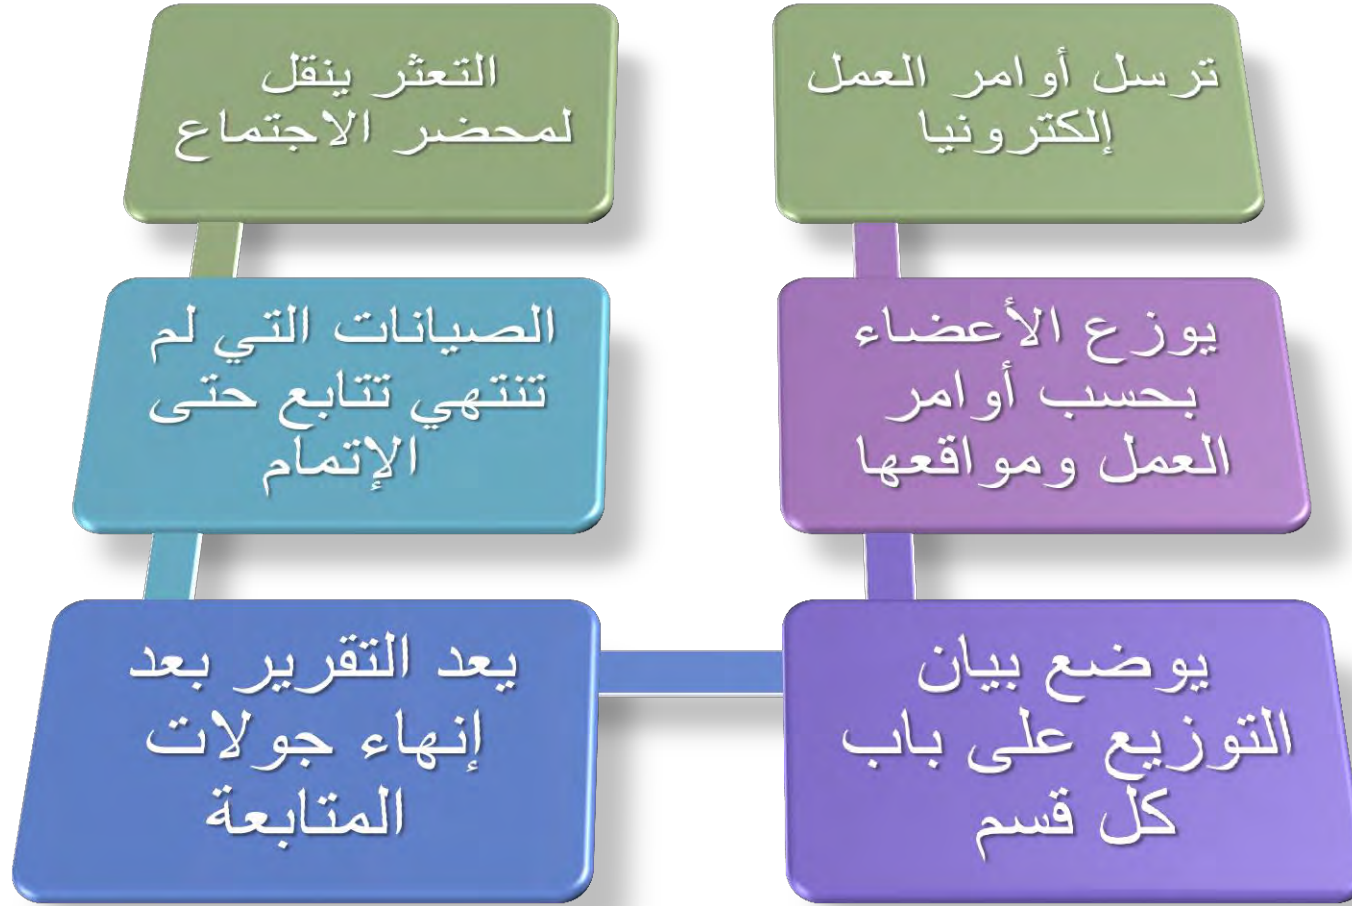 ترسل أوامر العمل
إلكترونيا
يوزع الأعضاء
بحسب أوامر
العمل ومواقعها
يوضع بيان
التوزيع على باب
كل قسم
يعد التقرير بعد
إنهاء جولات
المتابعة
الصيانات التي لم
تنتهي تتابع حتى
الإتمام
التعثر ينقل
لمحضر الاجتماع